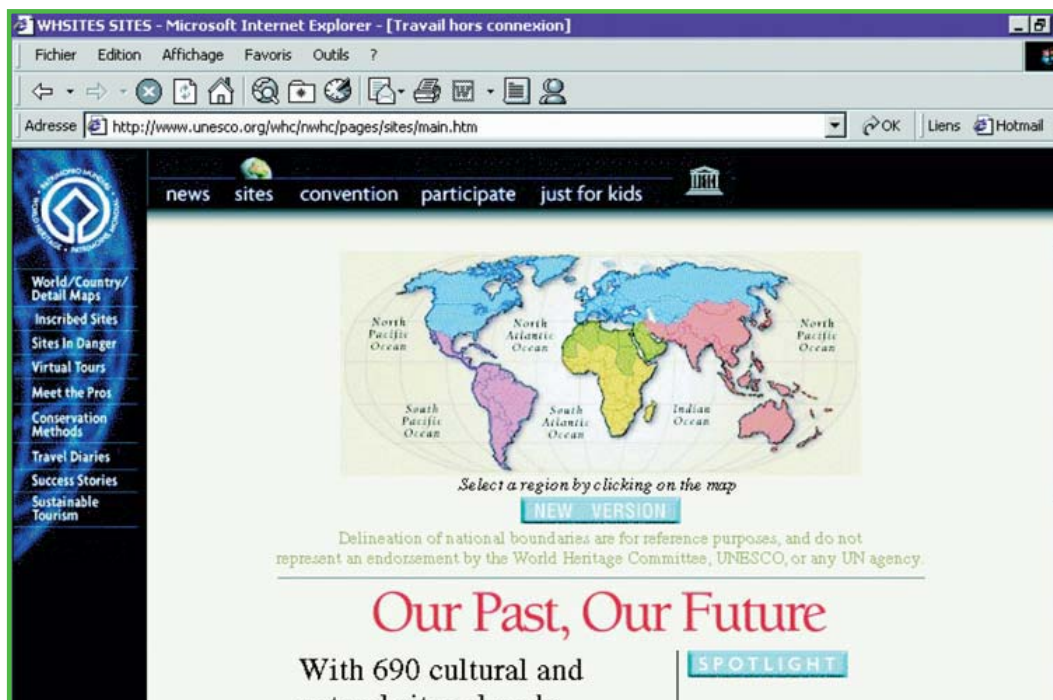 WHSITES SITES - Microsoft Internet Explorer - [Travail hors connexion]
Fichier Edition Affichage Favoris Outils ?
Adresse http://www.unesco.org/whc/nwhc/pages/sites/main.htm OK Liens Hotmail
news sites convention participate just for kids
World/Country/
Detail Maps
Inscribed Sites
Sites In Danger
Virtual Tours
Meet the Pros
Conservation
Methods
Travel Diaries
Success Stories
Sustainable
Tourism
North
Pacific
Ocean
North
Atlantic
Ocean
North
Pacific
Ocean
South
Pacific
Ocean
South
Atlantic
Ocean
Indian
Ocean
Select a region by clicking on the map
NEW VERSION
Delineation of national boundaries are for reference purposes, and do not
represent an endorsement by the World Heritage Committee, UNESCO, or any UN agency.
Our Past, Our Future
With 690 cultural and
SPOTLIGHT